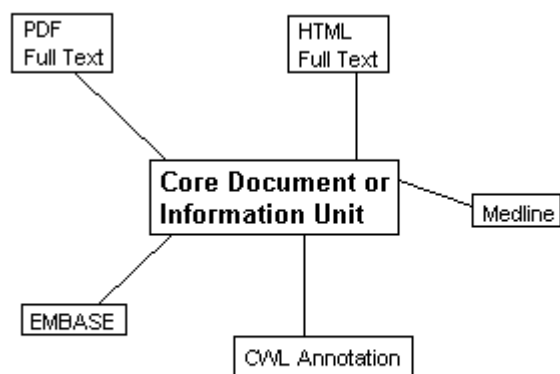 PDF
Full Text
HTML
Full Text
Core Document or
Information Unit
Medline
EMBASE
CWL Annotation